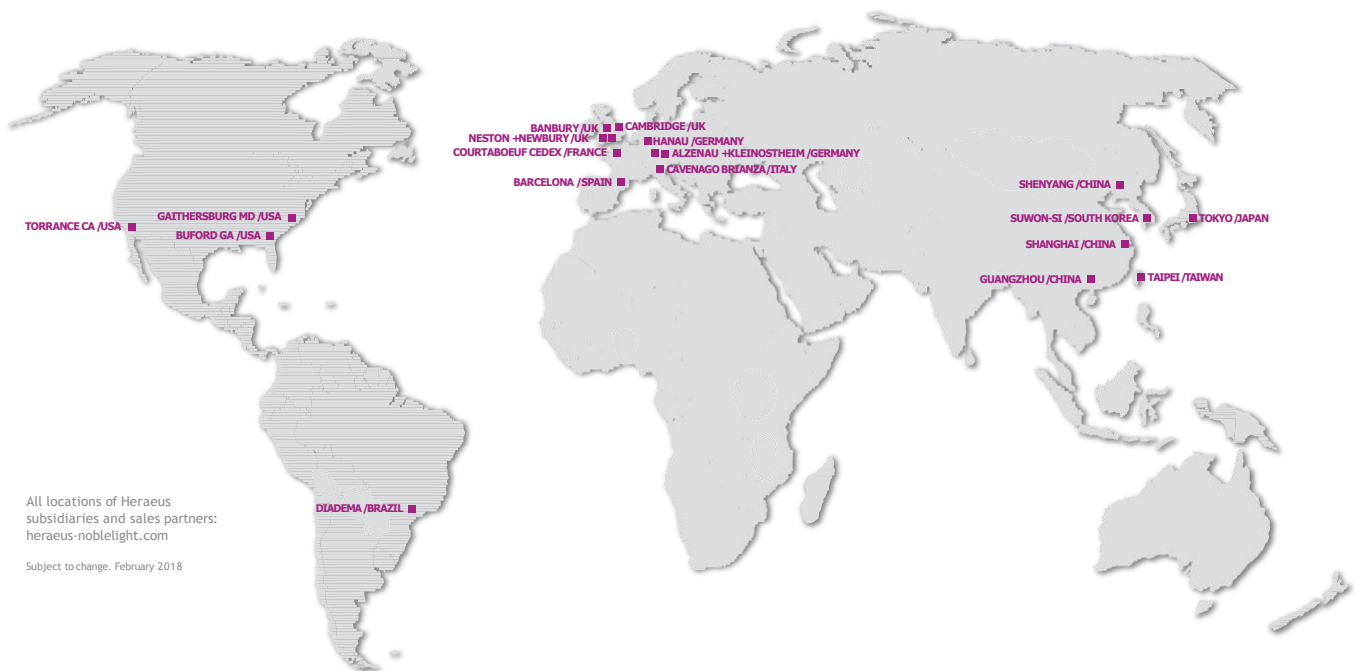 BANBURY /UK
CAMBRIDGE /UK
NESTON +NEWBURY /UK
HANAU /GERMANY
COURTABOEUF CEDEX /FRANCE
ALZENAU +KLEINOSTHEIM /GERMANY
CAVENAGO BRIANZA /ITALY
BARCELONA /SPAIN
SHENYANG /CHINA
GAITHERSBURG MD /USA
SUWON-SI /SOUTH KOREA
TOKYO /JAPAN
TORRANCE CA /USA
BUFORD GA /USA
SHANGHAI /CHINA
GUANGZHOU /CHINA
TAIPEI /TAIWAN
DIADEMA /BRAZIL
All locations of Heraeus
subsidiaries and sales partners:
heraeus-noblelight.com
Subject to change. February 2018